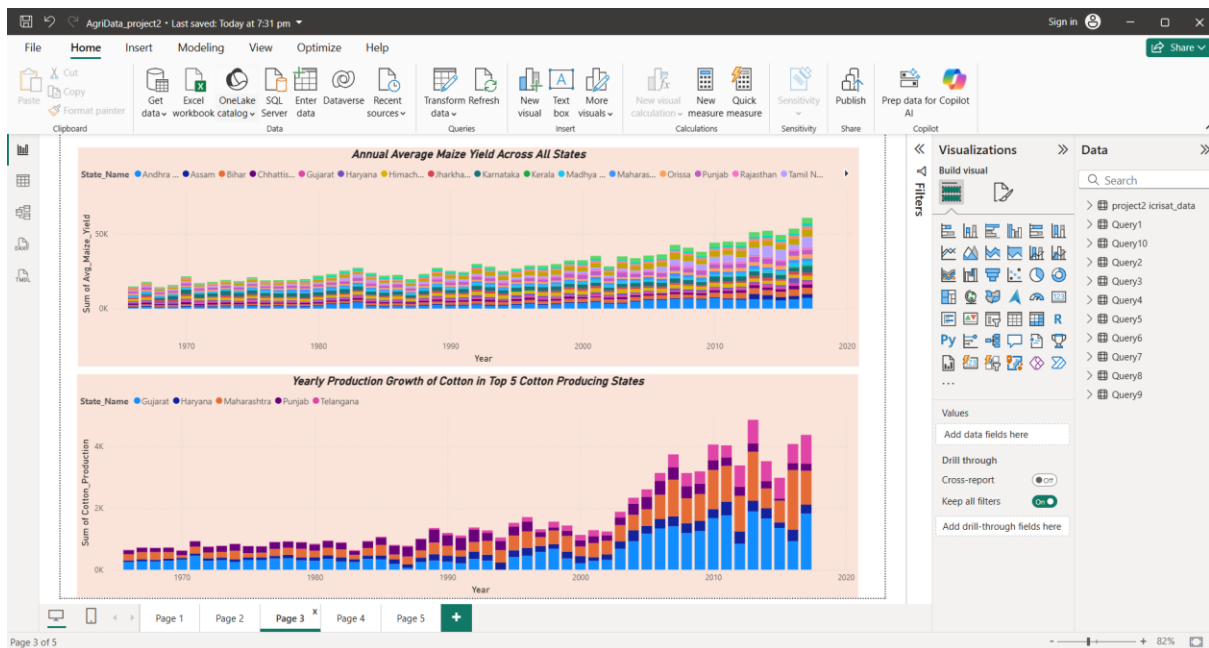 AgriData_project2 • Last saved: Today at 7:31 pm
Sign in
File Home Insert Modeling View Optimize Help
Share
Paste
Cut
Copy
Format painter
Get data
Excel workbook
OneLake catalog
SQL Server
Enter data
Dataverse
Recent sources
Transform data
Refresh
New visual
Text box
More visuals
New visual calculation
New measure
Quick measure
Sensitivity
Publish
Prep data for AI
Copilot
Clipboard Data Queries Insert Calculations Sensitivity Share Copilot
DAX
TMDL
Annual Average Maize Yield Across All States
State_Name Andhra ... Assam Bihar Chhattis... Gujarat Haryana Himach... Jharkha... Karnataka Kerala Madhya ... Maharas... Orissa Punjab Rajasthan Tamil N...
Sum of Avg_Maize_Yield
50K
0K
1970 1980 1990 2000 2010 2020
Year
Yearly Production Growth of Cotton in Top 5 Cotton Producing States
State_Name Gujarat Haryana Maharashtra Punjab Telangana
Sum of Cotton_Production
4K
2K
0K
1970 1980 1990 2000 2010 2020
Year
Filters
Visualizations
Build visual
123
R
Py
...
Values
Add data fields here
Drill through
Cross-report
Off
Keep all filters
On
Add drill-through fields here
Data
Search
project2 icrisat_data
Query1
Query10
Query2
Query3
Query4
Query5
Query6
Query7
Query8
Query9
Page 1 Page 2 Page 3 x Page 4 Page 5 +
Page 3 of 5
- + 82%